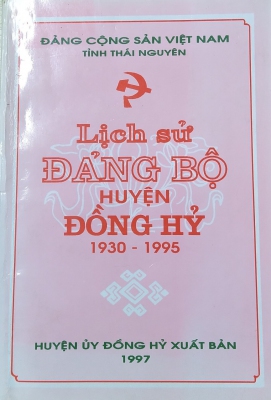 ĐẢNG CỘNG SẢN VIỆT NAM
TỈNH THÁI NGUYÊN
Lịch sử
ĐẢNG BỘ
HUYỆN
ĐỒNG HỶ
1930 - 1995
HUYỆN ỦY ĐỒNG HỶ XUẤT BẢN
1997